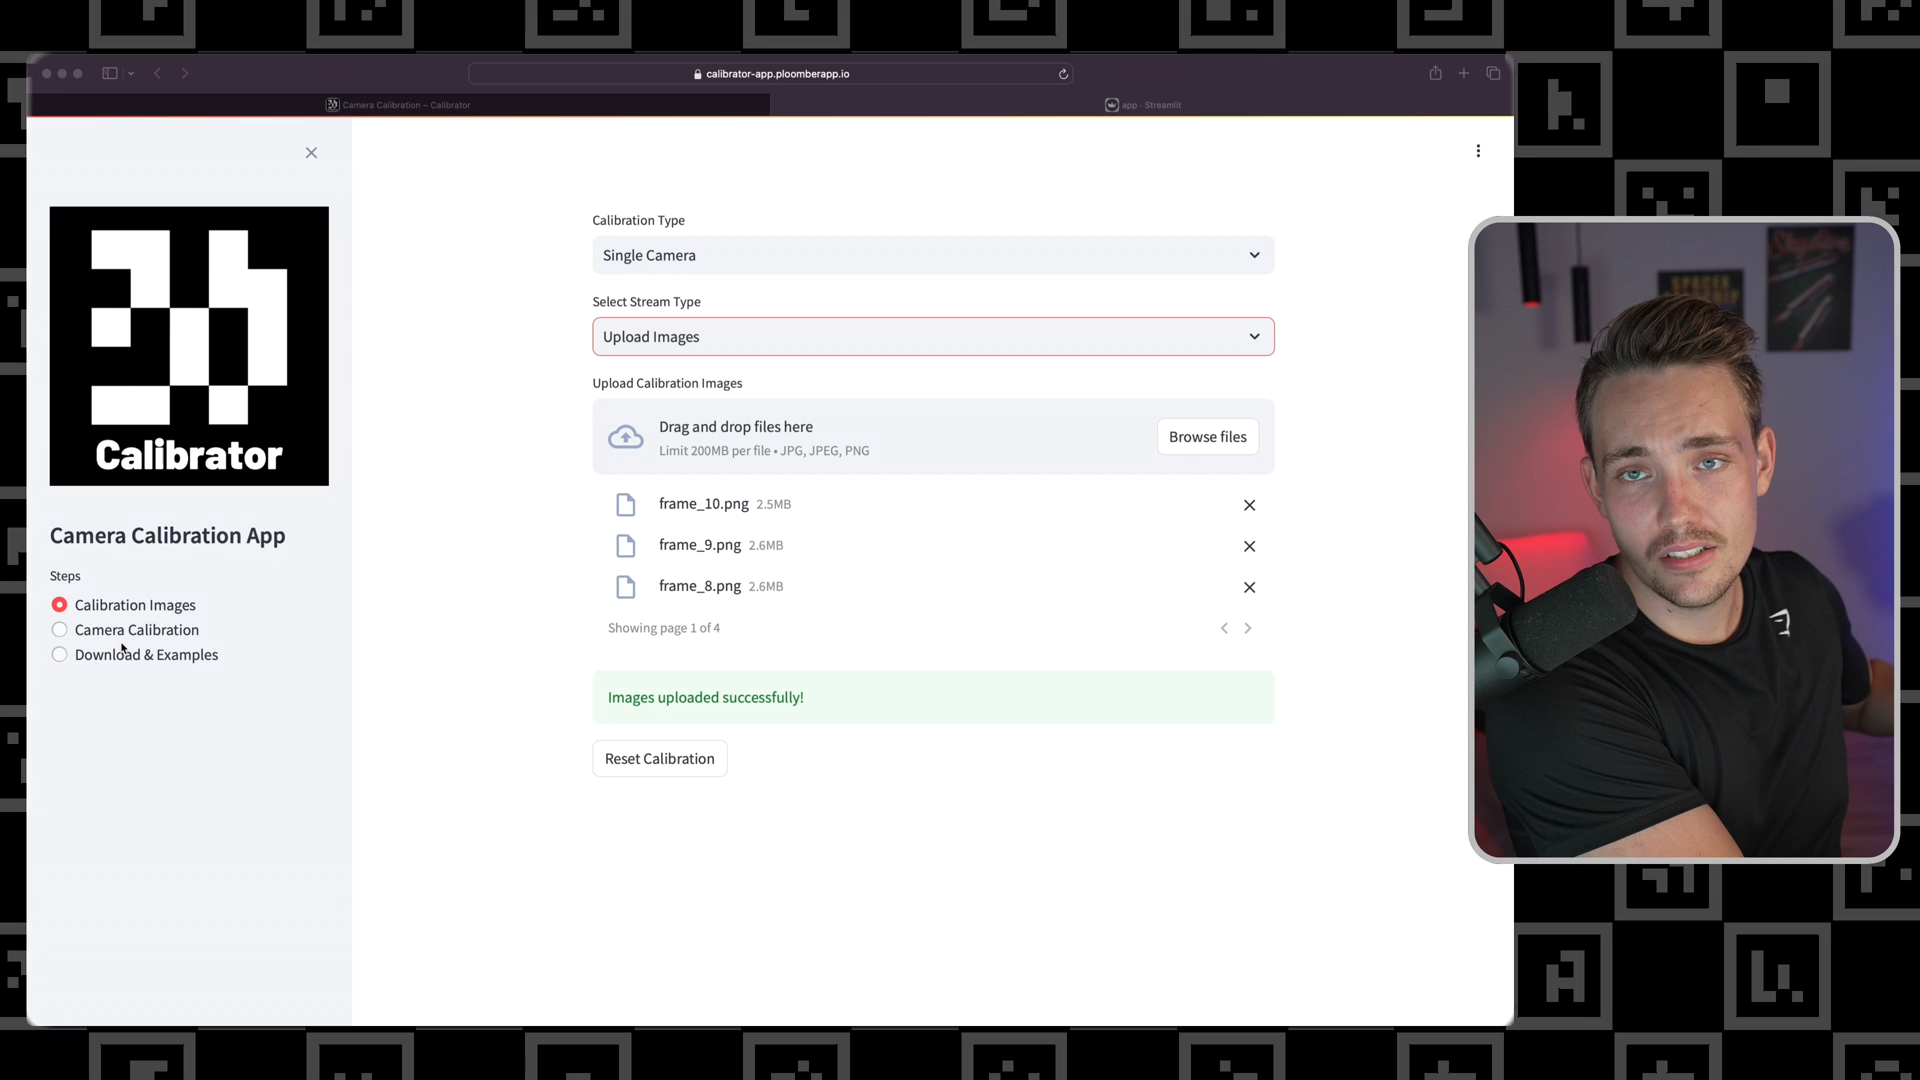 calibrator-app.ploomberapp.io
Camera Calibration – Calibrator
app · Streamlit
Calibrator
Camera Calibration App
Steps
Calibration Images
Camera Calibration
Download & Examples
Calibration Type
Single Camera
Select Stream Type
Upload Images
Upload Calibration Images
Drag and drop files here
Limit 200MB per file • JPG, JPEG, PNG
Browse files
frame_10.png 2.5MB
frame_9.png 2.6MB
frame_8.png 2.6MB
Showing page 1 of 4
Images uploaded successfully!
Reset Calibration